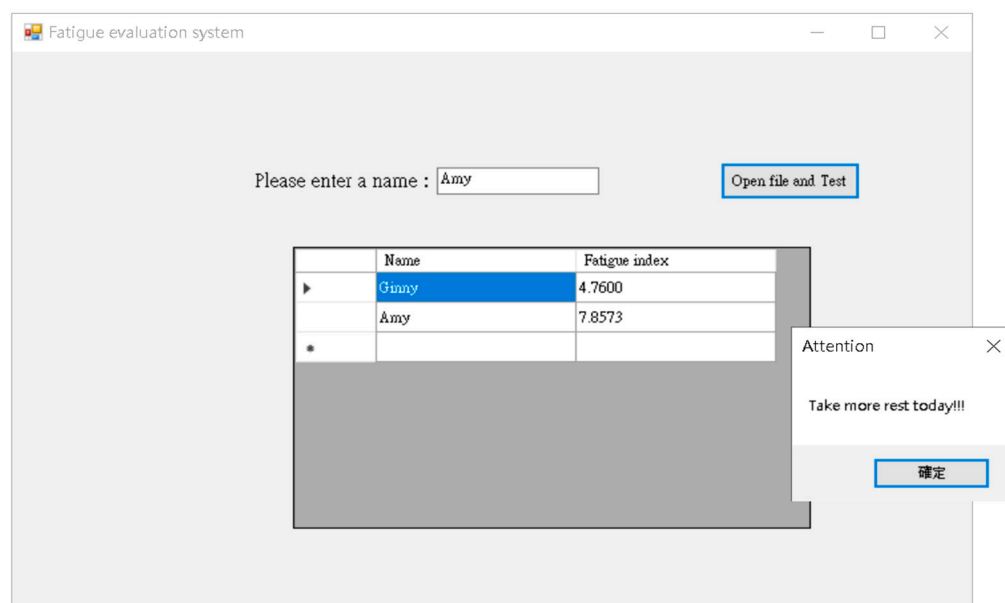 Fatigue evaluation system
Please enter a name : Amy
Open file and Test
Name Fatigue index
Ginny 4.7600
Amy 7.8573
Attention
Take more rest today!!!
確定